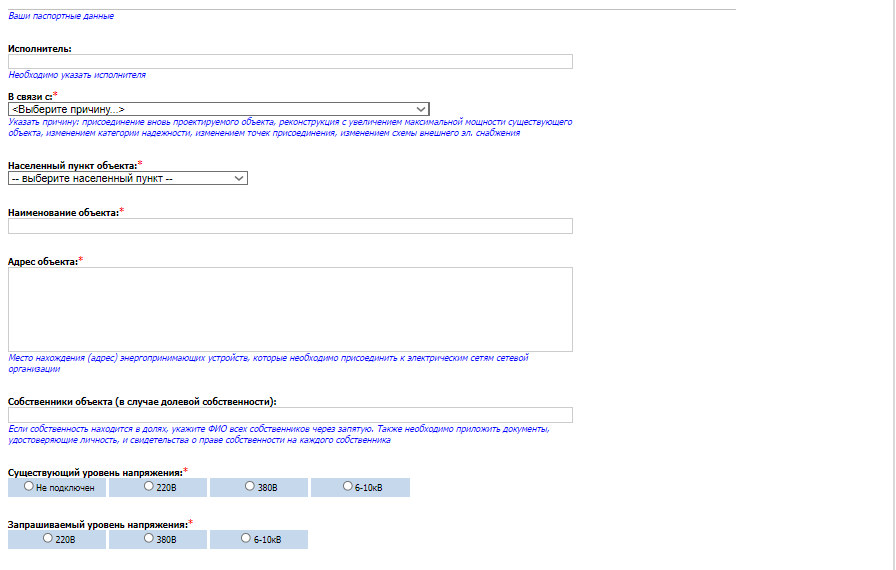 Ваши паспортные данные
Исполнитель:
Необходимо указать исполнителя
В связи с:*
<Выберите причину...>
Указать причину: присоединение вновь проектируемого объекта, реконструкция с увеличением максимальной мощности существующего
объекта, изменением категории надежности, изменением точек присоединения, изменением схемы внешнего эл. снабжения
Населенный пункт объекта:*
-- выберите населенный пункт --
Наименование объекта:*
Адрес объекта:*
Место нахождения (адрес) энергопринимающих устройств, которые необходимо присоединить к электрическим сетям сетевой
организации
Собственники объекта (в случае долевой собственности):
Если собственность находится в долях, укажите ФИО всех собственников через запятую. Также необходимо приложить документы,
удостоверяющие личность, и свидетельства о праве собственности на каждого собственника
Существующий уровень напряжения:*
Не подключен 220В 380В 6-10кВ
Запрашиваемый уровень напряжения:*
220В 380В 6-10кВ